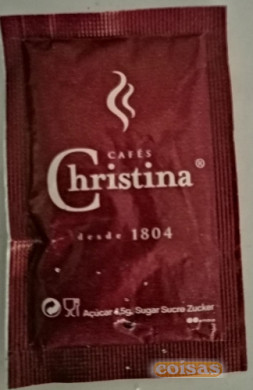 CAFÉS
Christina®
desde 1804
Açúcar 4,5g, Sugar Sucre Zucker
coisas